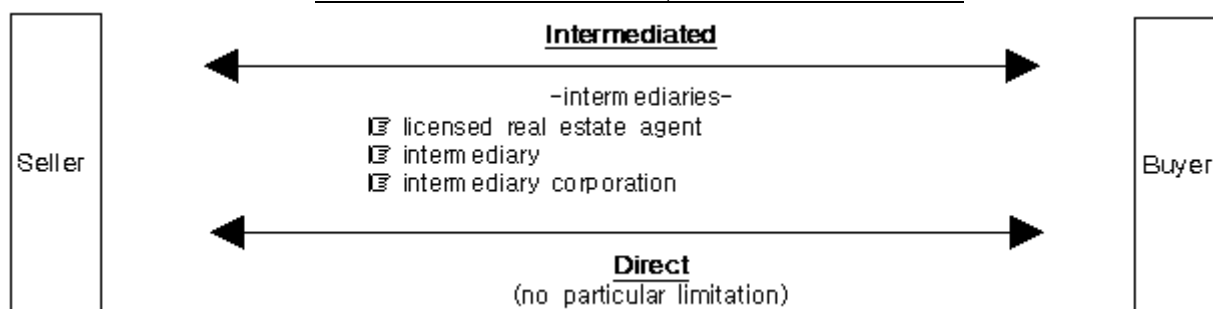 Intermediated
-intermediaries-
☞ licensed real estate agent
☞ intermediary
☞ intermediary corporation
Seller
Buyer
Direct
(no particular limitation)